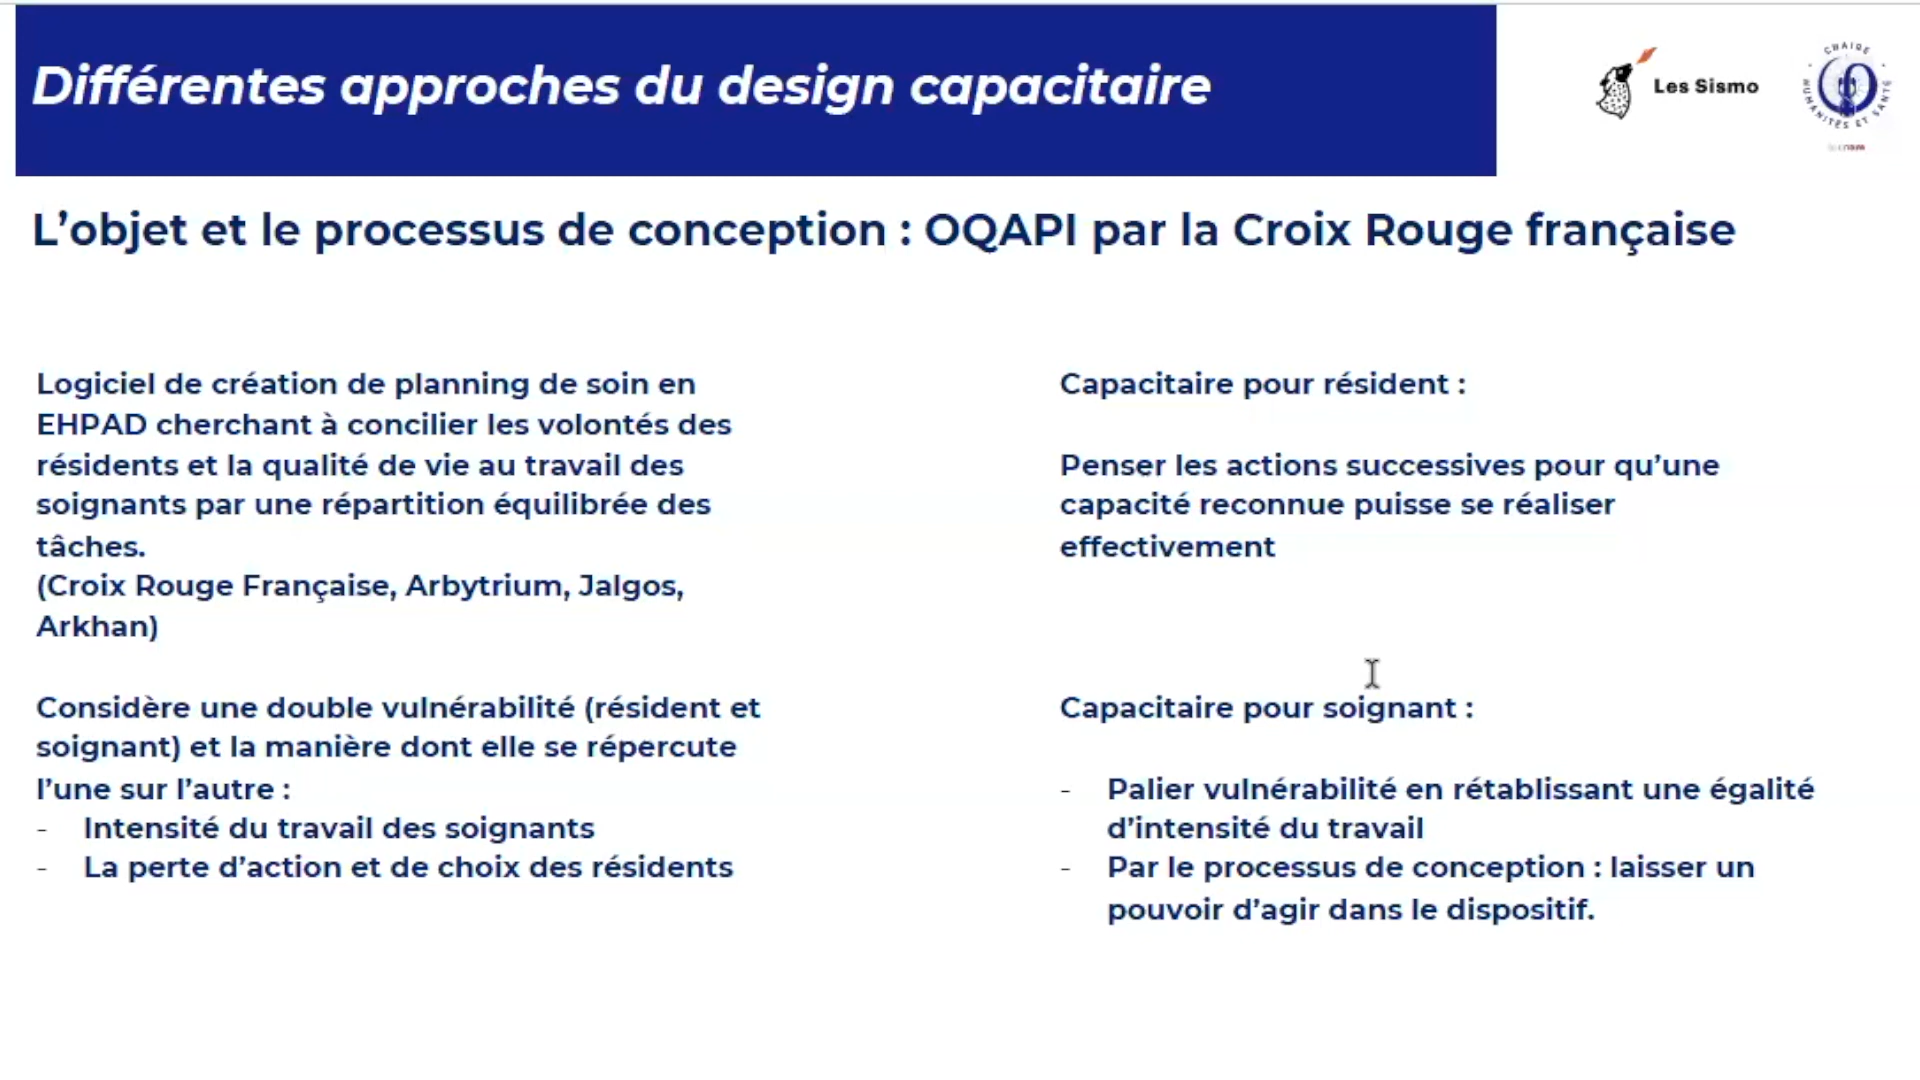 Différentes approches du design capacitaire
Les Sismo
CHAIRE
HUMANITÉS ET SANTÉ
L’objet et le processus de conception : OQAPI par la Croix Rouge française
Logiciel de création de planning de soin en
EHPAD cherchant à concilier les volontés des
résidents et la qualité de vie au travail des
soignants par une répartition équilibrée des
tâches.
(Croix Rouge Française, Arbytrium, Jalgos,
Arkhan)
Considère une double vulnérabilité (résident et
soignant) et la manière dont elle se répercute
l’une sur l’autre :
- Intensité du travail des soignants
- La perte d’action et de choix des résidents
Capacitaire pour résident :
Penser les actions successives pour qu’une
capacité reconnue puisse se réaliser
effectivement
Capacitaire pour soignant :
- Palier vulnérabilité en rétablissant une égalité
d’intensité du travail
- Par le processus de conception : laisser un
pouvoir d’agir dans le dispositif.